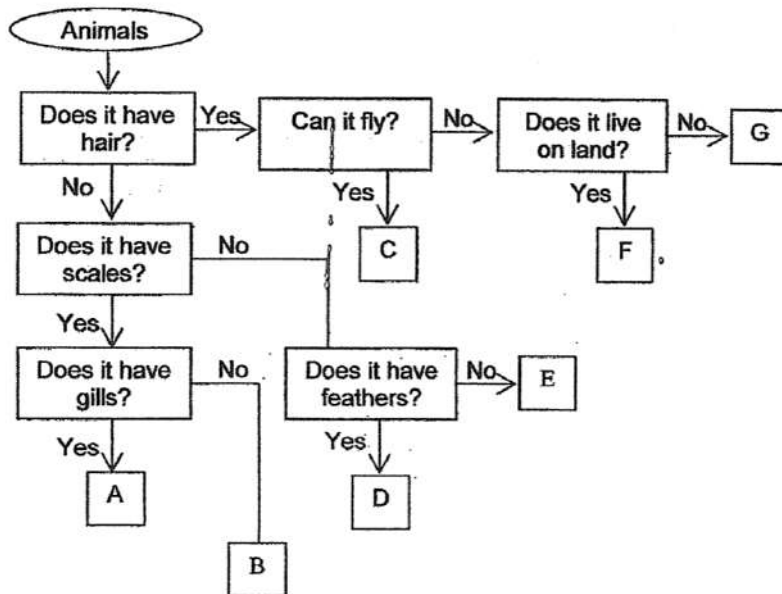 Animals
Does it have
hair?
Yes
Can it fly?
No
Does it live
on land?
No
G
No
Yes
Yes
Does it have
scales?
No
C
F
Yes
Does it have
gills?
No
Does it have
feathers?
No
E
Yes
Yes
A
D
B